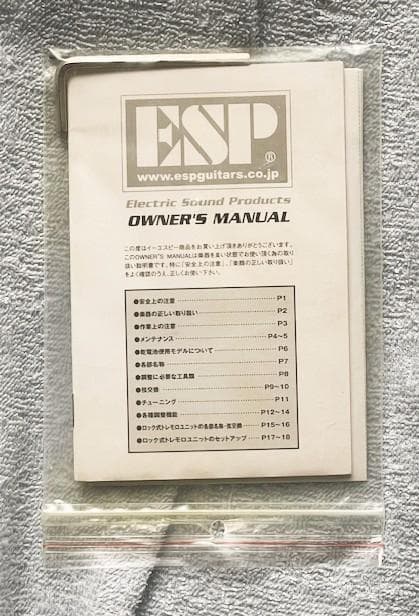 ESP®
www.espguitars.co.jp
Electric Sound Products
OWNER'S MANUAL
この度はイーエスピー商品をお買い上げ頂きありがとうございます。
このOWNER'S MANUALは楽器を良い状態でお使い頂く為の取り
扱い説明書です。特に「安全上の注意」、「楽器の正しい取り扱い」
をよく確認のうえ、正しくお使い下さい。
●安全上の注意 P1
●楽器の正しい取り扱い P2
●作業上の注意 P3
●メンテナンス P4~5
●乾電池使用モデルについて P6
●各部名称 P7
●調整に必要な工具類 P8
●弦交換 P9~10
●チューニング P11
●各種調整機能 P12~14
●ロック式トレモロユニットの各部名称・弦交換 P15~16
●ロック式トレモロユニットのセットアップ P17~18